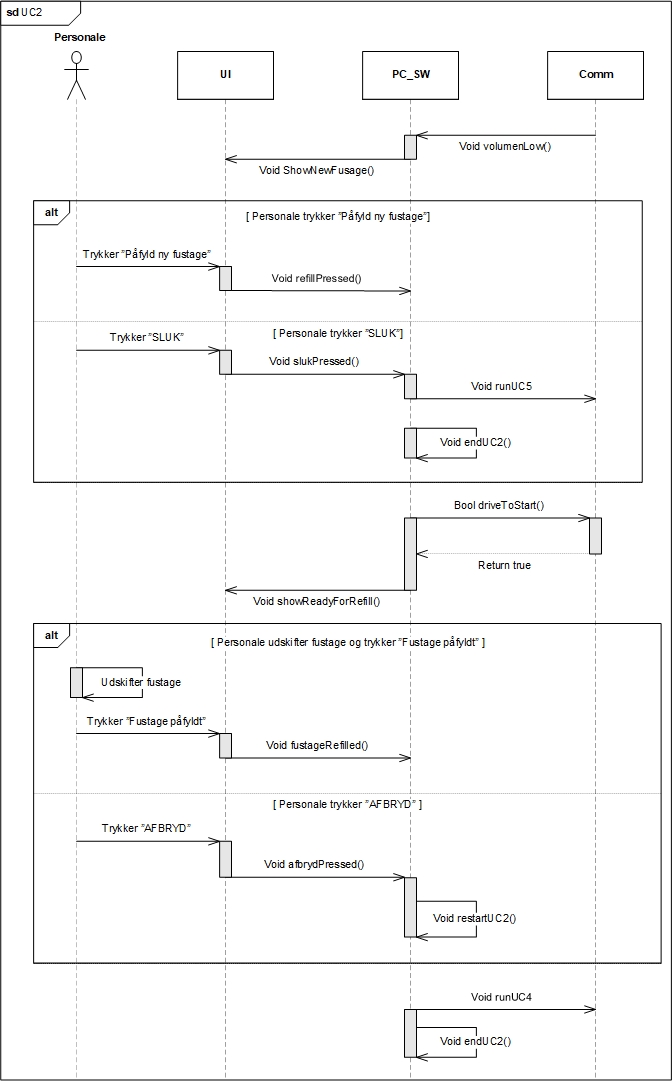 sd UC2
Personale
UI
PC_SW
Comm
Void volumenLow()
Void ShowNewFusage()
alt
[ Personale trykker "Påfyld ny fustage"]
Trykker "Påfyld ny fustage"
Void refillPressed()
[ Personale trykker "SLUK"]
Trykker "SLUK"
Void slukPressed()
Void runUC5
Void endUC2()
Bool driveToStart()
Return true
Void showReadyForRefill()
alt
[ Personale udskifter fustage og trykker "Fustage påfyldt" ]
Udskifter fustage
Trykker "Fustage påfyldt"
Void fustageRefilled()
[ Personale trykker "AFBRYD" ]
Trykker "AFBRYD"
Void afbrydPressed()
Void restartUC2()
Void runUC4
Void endUC2()